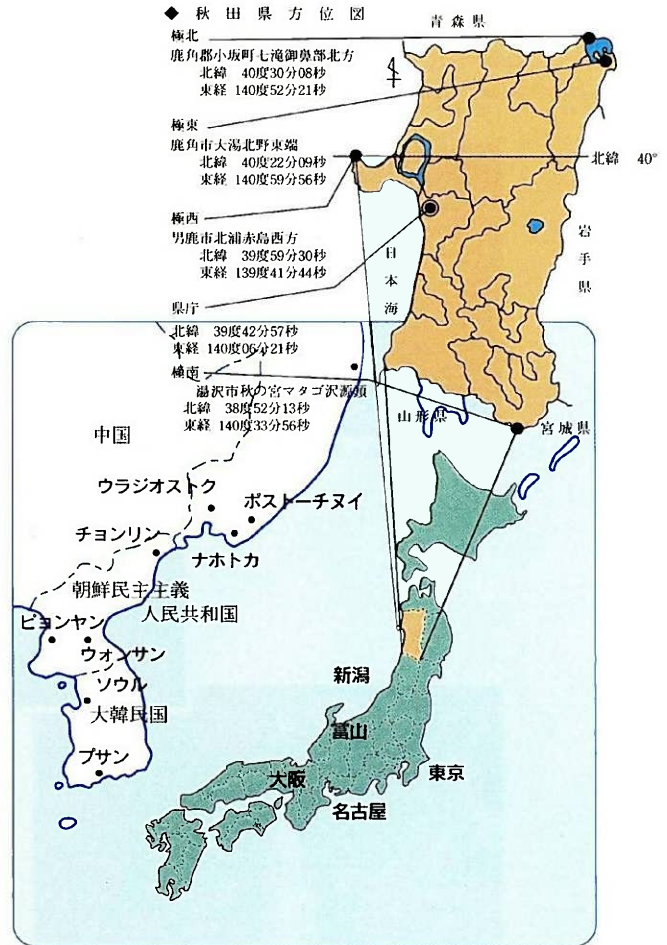 ◆ 秋田県方位図
青森県
極北
鹿角郡小坂町七滝御鼻部北方
北緯 40度30分08秒
東経 140度52分21秒
極東
鹿角市大湯北野東端
北緯 40度22分09秒
東経 140度59分56秒
北緯 40°
極西
男鹿市北浦赤島西方
北緯 39度59分30秒
東経 139度41分44秒
日本海
岩手県
県庁
北緯 39度42分57秒
東経 140度06分21秒
極南
湯沢市秋の宮マタゴ沢源頭
北緯 38度52分13秒
東経 140度33分56秒
山形県
宮城県
中国
ウラジオストク
ボストーチヌイ
チョンリン
ナホトカ
朝鮮民主主義
人民共和国
ピョンヤン
ウォンサン
ソウル
大韓民国
プサン
新潟
富山
大阪
東京
名古屋